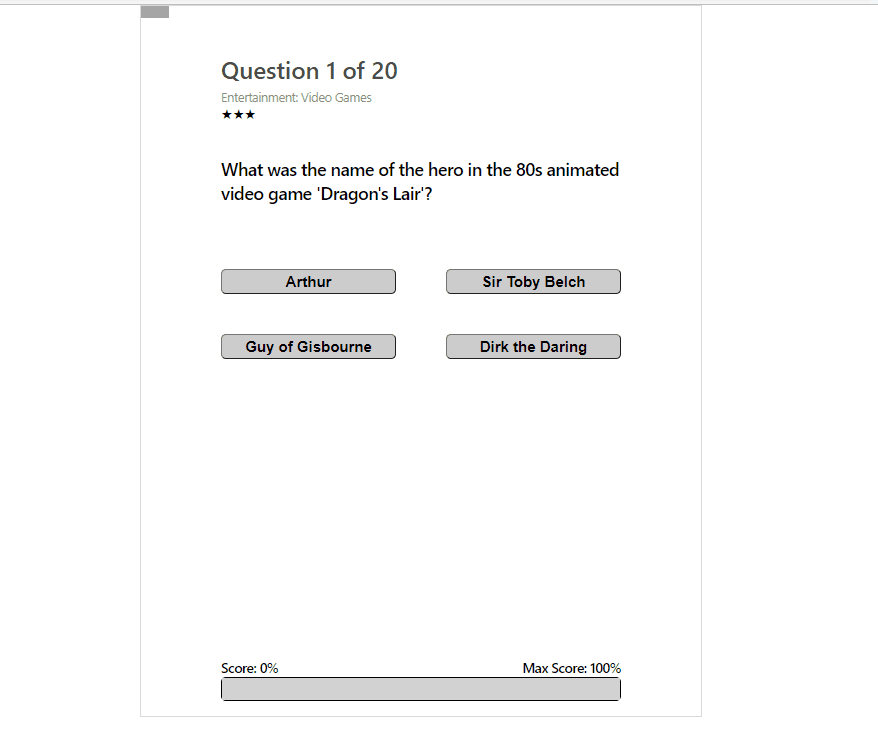 Question 1 of 20
Entertainment: Video Games
★★★
What was the name of the hero in the 80s animated
video game 'Dragon's Lair'?
Arthur
Sir Toby Belch
Guy of Gisbourne
Dirk the Daring
Score: 0%
Max Score: 100%